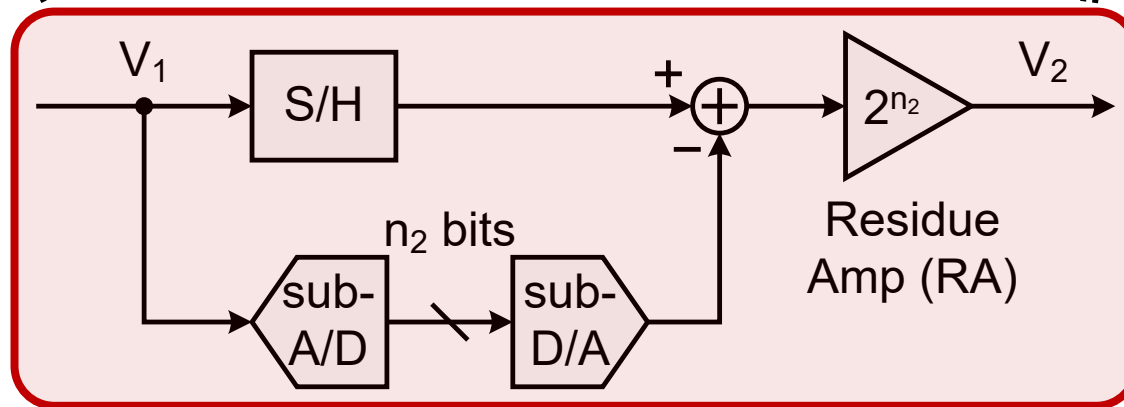 V₁
S/H
+
−
2ⁿ²
V₂
n₂ bits
Residue
Amp (RA)
sub-
A/D
sub-
D/A